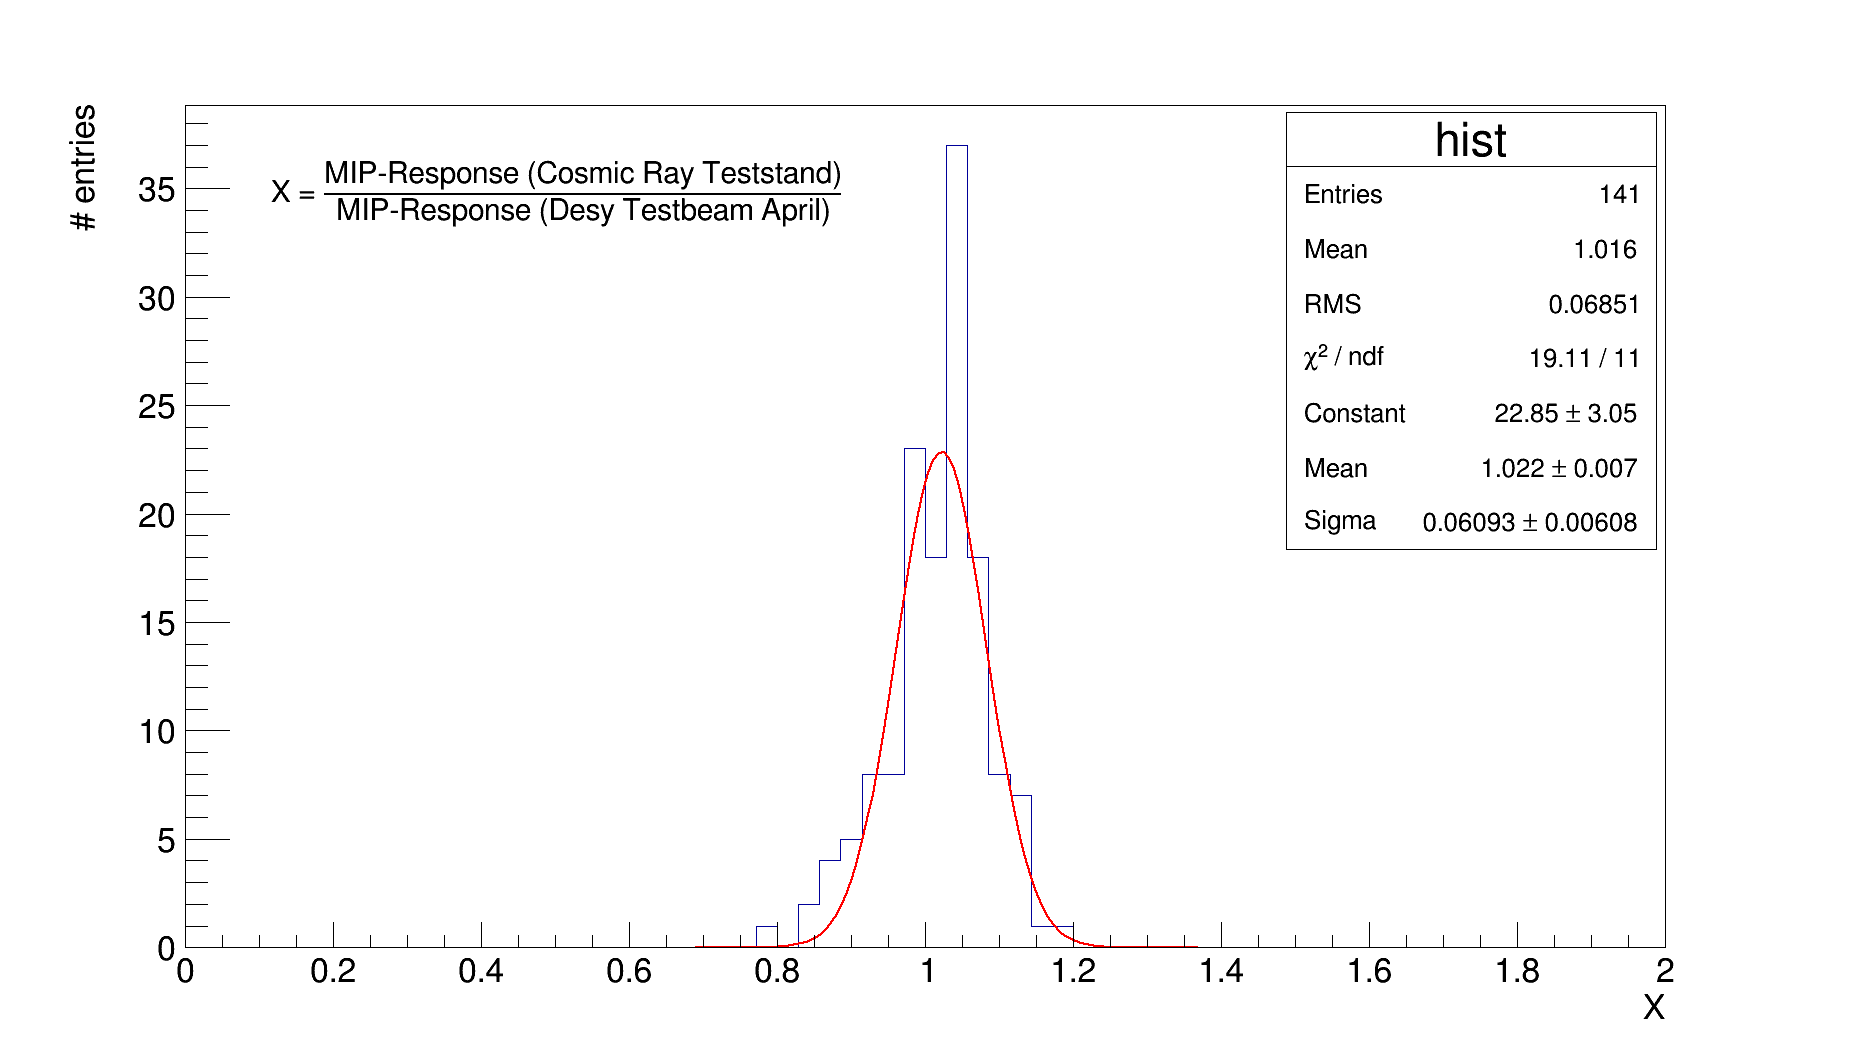 # entries
X = MIP-Response (Cosmic Ray Teststand)
MIP-Response (Desy Testbeam April)
hist
Entries 141
Mean 1.016
RMS 0.06851
χ² / ndf 19.11 / 11
Constant 22.85 ± 3.05
Mean 1.022 ± 0.007
Sigma 0.06093 ± 0.00608
35
30
25
20
15
10
5
0
0 0.2 0.4 0.6 0.8 1 1.2 1.4 1.6 1.8 2
X